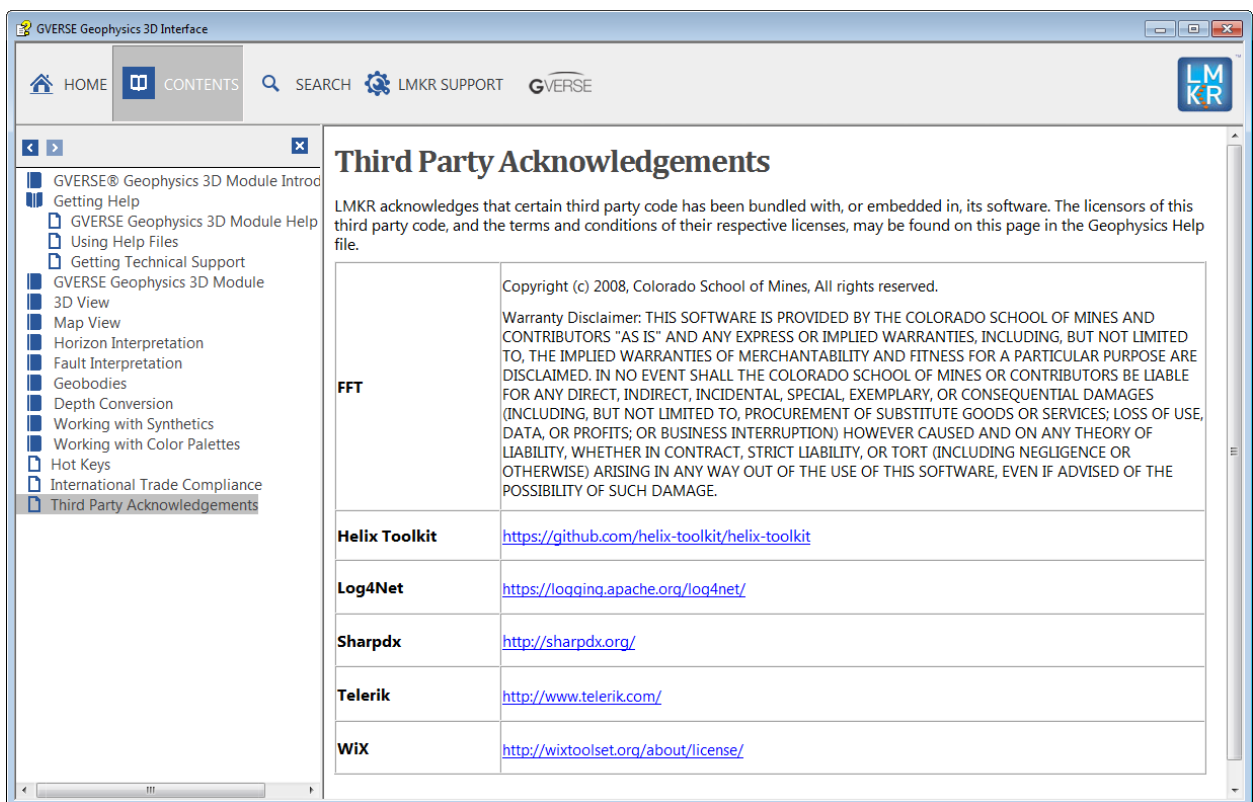 GVERSE Geophysics 3D Interface
HOME
CONTENTS
SEARCH
LMKR SUPPORT
GVERSE
LM
KR
™
GVERSE® Geophysics 3D Module Introd
Getting Help
GVERSE Geophysics 3D Module Help
Using Help Files
Getting Technical Support
GVERSE Geophysics 3D Module
3D View
Map View
Horizon Interpretation
Fault Interpretation
Geobodies
Depth Conversion
Working with Synthetics
Working with Color Palettes
Hot Keys
International Trade Compliance
Third Party Acknowledgements
Third Party Acknowledgements
LMKR acknowledges that certain third party code has been bundled with, or embedded in, its software. The licensors of this
third party code, and the terms and conditions of their respective licenses, may be found on this page in the Geophysics Help
file.
FFT
Copyright (c) 2008, Colorado School of Mines, All rights reserved.
Warranty Disclaimer: THIS SOFTWARE IS PROVIDED BY THE COLORADO SCHOOL OF MINES AND
CONTRIBUTORS "AS IS" AND ANY EXPRESS OR IMPLIED WARRANTIES, INCLUDING, BUT NOT LIMITED
TO, THE IMPLIED WARRANTIES OF MERCHANTABILITY AND FITNESS FOR A PARTICULAR PURPOSE ARE
DISCLAIMED. IN NO EVENT SHALL THE COLORADO SCHOOL OF MINES OR CONTRIBUTORS BE LIABLE
FOR ANY DIRECT, INDIRECT, INCIDENTAL, SPECIAL, EXEMPLARY, OR CONSEQUENTIAL DAMAGES
(INCLUDING, BUT NOT LIMITED TO, PROCUREMENT OF SUBSTITUTE GOODS OR SERVICES; LOSS OF USE,
DATA, OR PROFITS; OR BUSINESS INTERRUPTION) HOWEVER CAUSED AND ON ANY THEORY OF
LIABILITY, WHETHER IN CONTRACT, STRICT LIABILITY, OR TORT (INCLUDING NEGLIGENCE OR
OTHERWISE) ARISING IN ANY WAY OUT OF THE USE OF THIS SOFTWARE, EVEN IF ADVISED OF THE
POSSIBILITY OF SUCH DAMAGE.
Helix Toolkit
https://github.com/helix-toolkit/helix-toolkit
Log4Net
https://logging.apache.org/log4net/
Sharpdx
http://sharpdx.org/
Telerik
http://www.telerik.com/
WiX
http://wixtoolset.org/about/license/